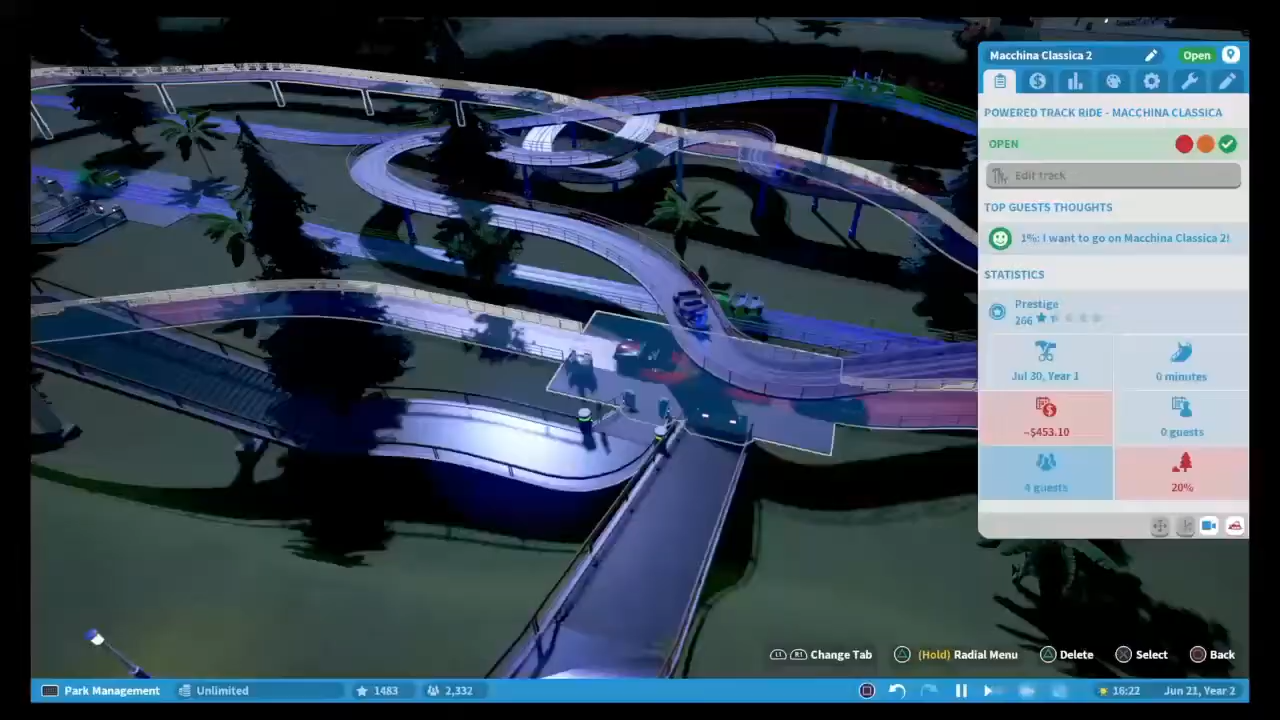 Macchina Classica 2
Open
POWERED TRACK RIDE - MACCHINA CLASSICA
OPEN
Edit track
TOP GUESTS THOUGHTS
1%: I want to go on Macchina Classica 2!
STATISTICS
Prestige
266
Jul 30, Year 1
0 minutes
-$453.10
0 guests
4 guests
20%
L1 R1 Change Tab
(Hold) Radial Menu
Delete
Select
Back
Park Management
Unlimited
1483
2,332
16:22
Jun 21, Year 2